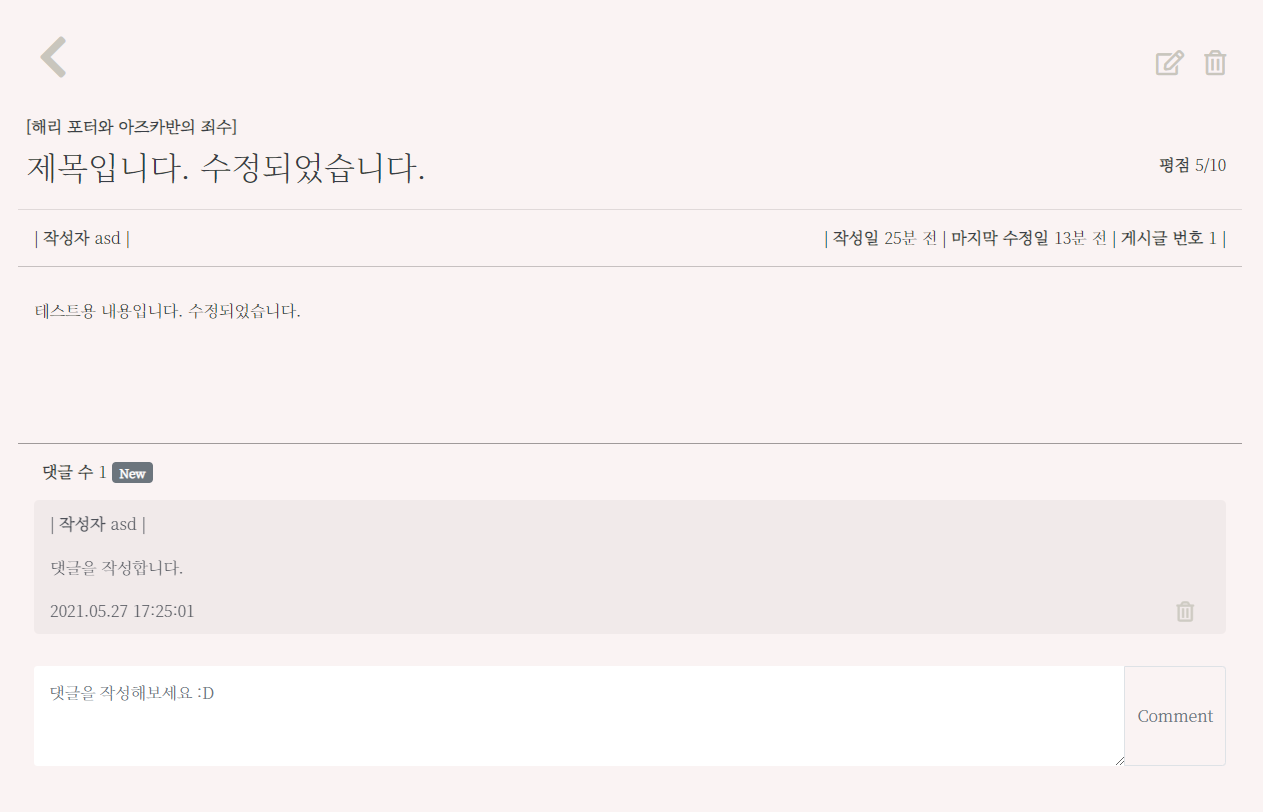 [해리 포터와 아즈카반의 죄수]
제목입니다. 수정되었습니다.
평점 5/10
| 작성자 asd |
| 작성일 25분 전 | 마지막 수정일 13분 전 | 게시글 번호 1 |
테스트용 내용입니다. 수정되었습니다.
댓글 수 1 New
| 작성자 asd |
댓글을 작성합니다.
2021.05.27 17:25:01
댓글을 작성해보세요 :D
Comment